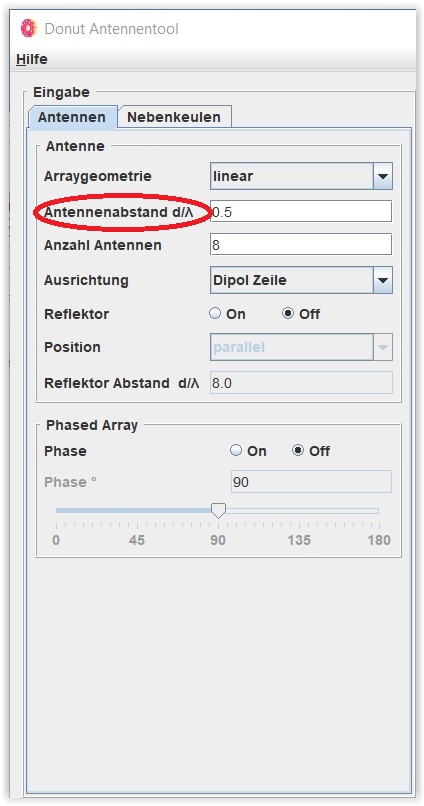 Donut Antennentool
Hilfe
Eingabe
Antennen Nebenkeulen
Antenne
Arraygeometrie linear
Antennenabstand d/λ 0.5
Anzahl Antennen 8
Ausrichtung Dipol Zeile
Reflektor On Off
Position parallel
Reflektor Abstand d/λ 8.0
Phased Array
Phase On Off
Phase ° 90
0 45 90 135 180